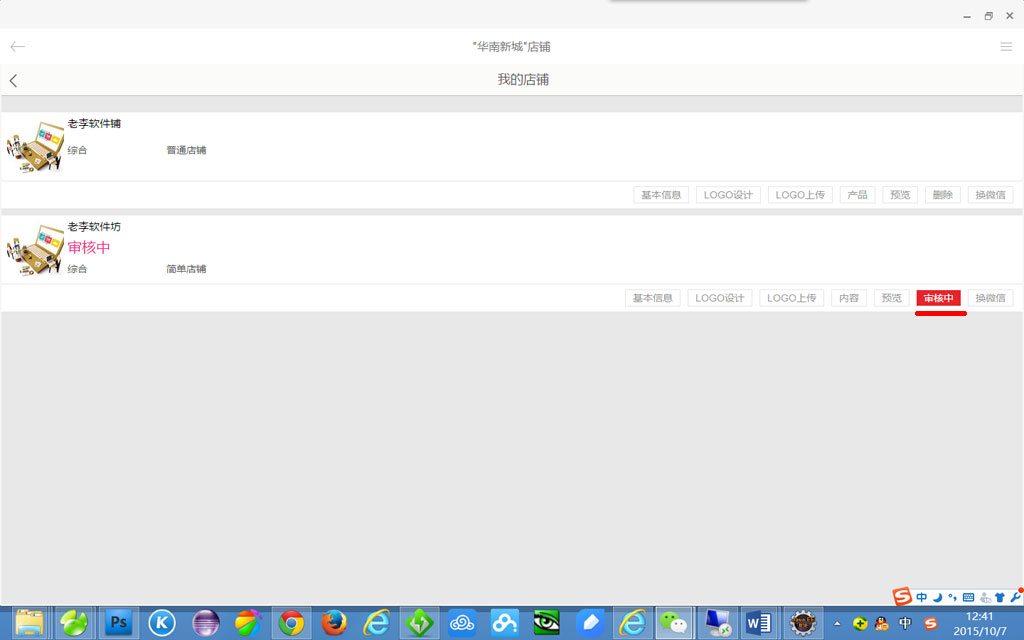 "华南新城"店铺
我的店铺
老李软件铺
综合 普通店铺
基本信息 LOGO设计 LOGO上传 产品 预览 删除 换微信
老李软件坊
审核中
综合 简单店铺
基本信息 LOGO设计 LOGO上传 内容 预览 审核中 换微信
S 中
Ps K W 中 S 12:41
2015/10/7